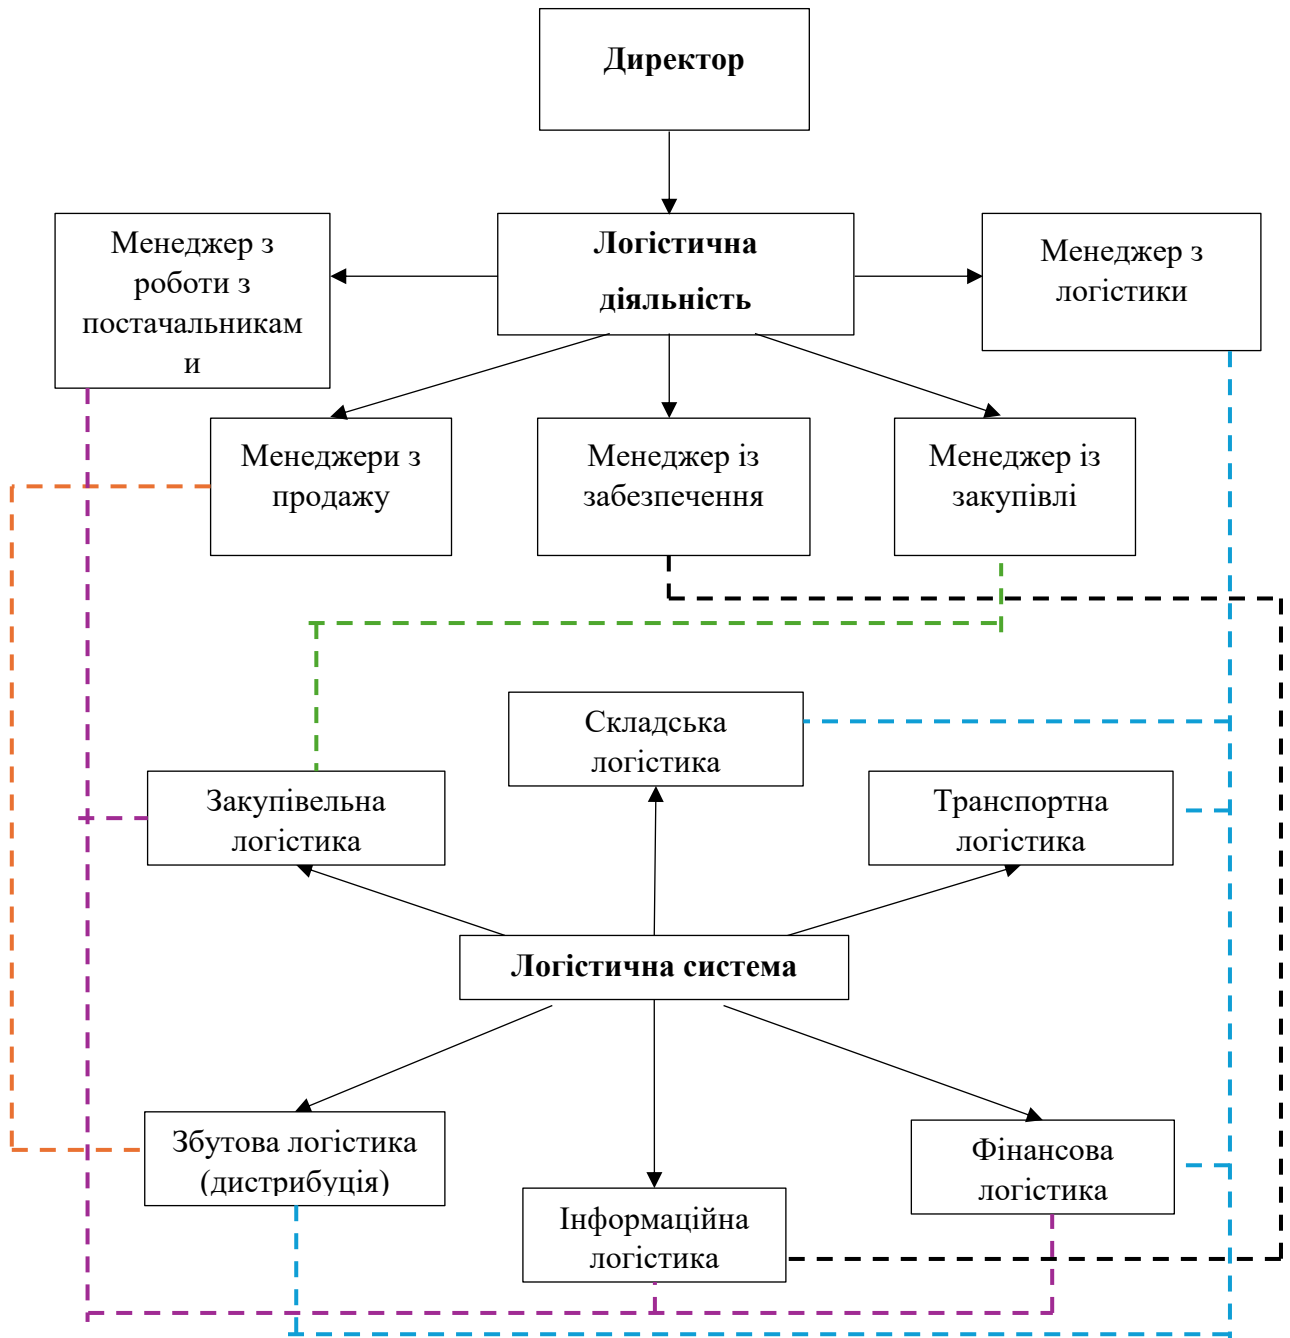 Директор
Менеджер з
роботи з
постачальникам
и
Логістична
діяльність
Менеджер з
логістики
Менеджери з
продажу
Менеджер із
забезпечення
Менеджер із
закупівлі
Складська
логістика
Закупівельна
логістика
Транспортна
логістика
Логістична система
Збутова логістика
(дистрибуція)
Інформаційна
логістика
Фінансова
логістика